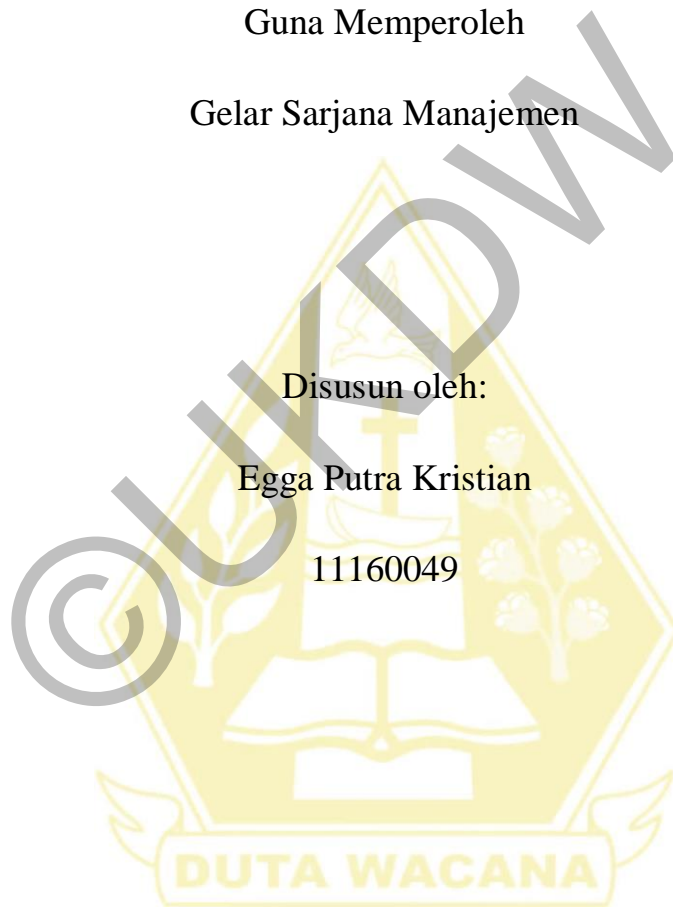 Guna Memperoleh
Gelar Sarjana Manajemen
Disusun oleh:
Egga Putra Kristian
11160049
©UKDW
DUTA WACANA